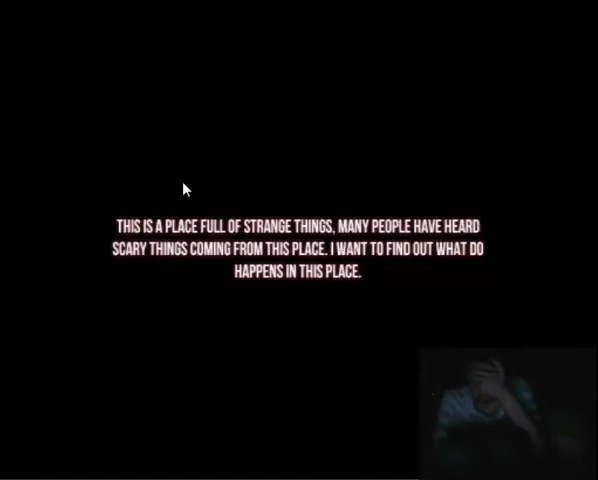 THIS IS A PLACE FULL OF STRANGE THINGS, MANY PEOPLE HAVE HEARD
SCARY THINGS COMING FROM THIS PLACE. I WANT TO FIND OUT WHAT DO
HAPPENS IN THIS PLACE.